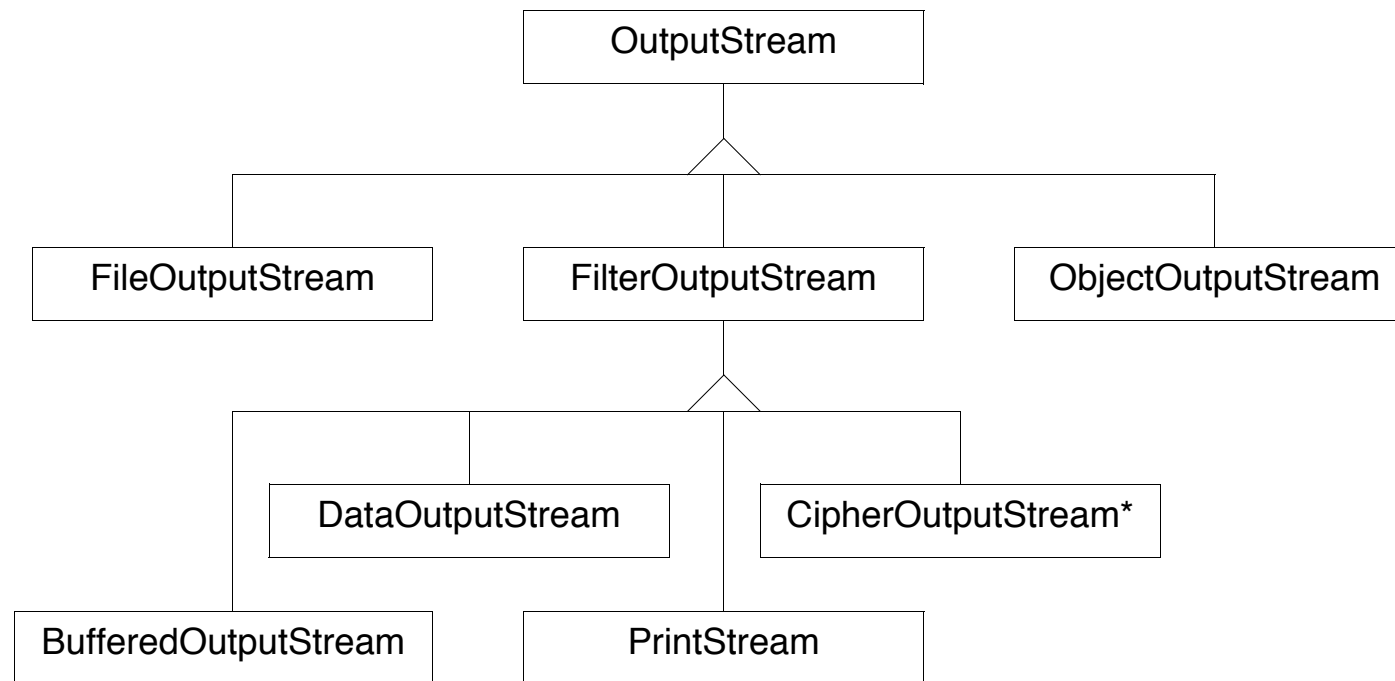 OutputStream
FileOutputStream
FilterOutputStream
ObjectOutputStream
DataOutputStream
CipherOutputStream*
BufferedOutputStream
PrintStream